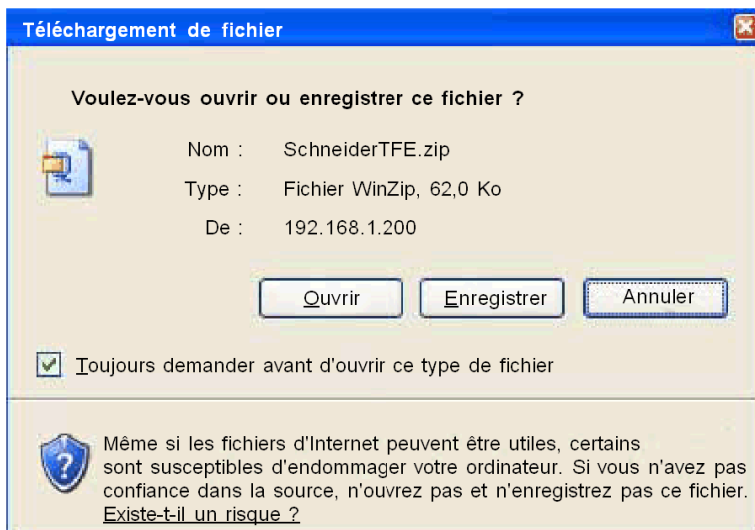 Téléchargement de fichier
Voulez-vous ouvrir ou enregistrer ce fichier ?
Nom : SchneiderTFE.zip
Type : Fichier WinZip, 62,0 Ko
De : 192.168.1.200
Ouvrir Enregistrer Annuler
Toujours demander avant d'ouvrir ce type de fichier
Même si les fichiers d'Internet peuvent être utiles, certains
sont susceptibles d'endommager votre ordinateur. Si vous n'avez pas
confiance dans la source, n'ouvrez pas et n'enregistrez pas ce fichier.
Existe-t-il un risque ?